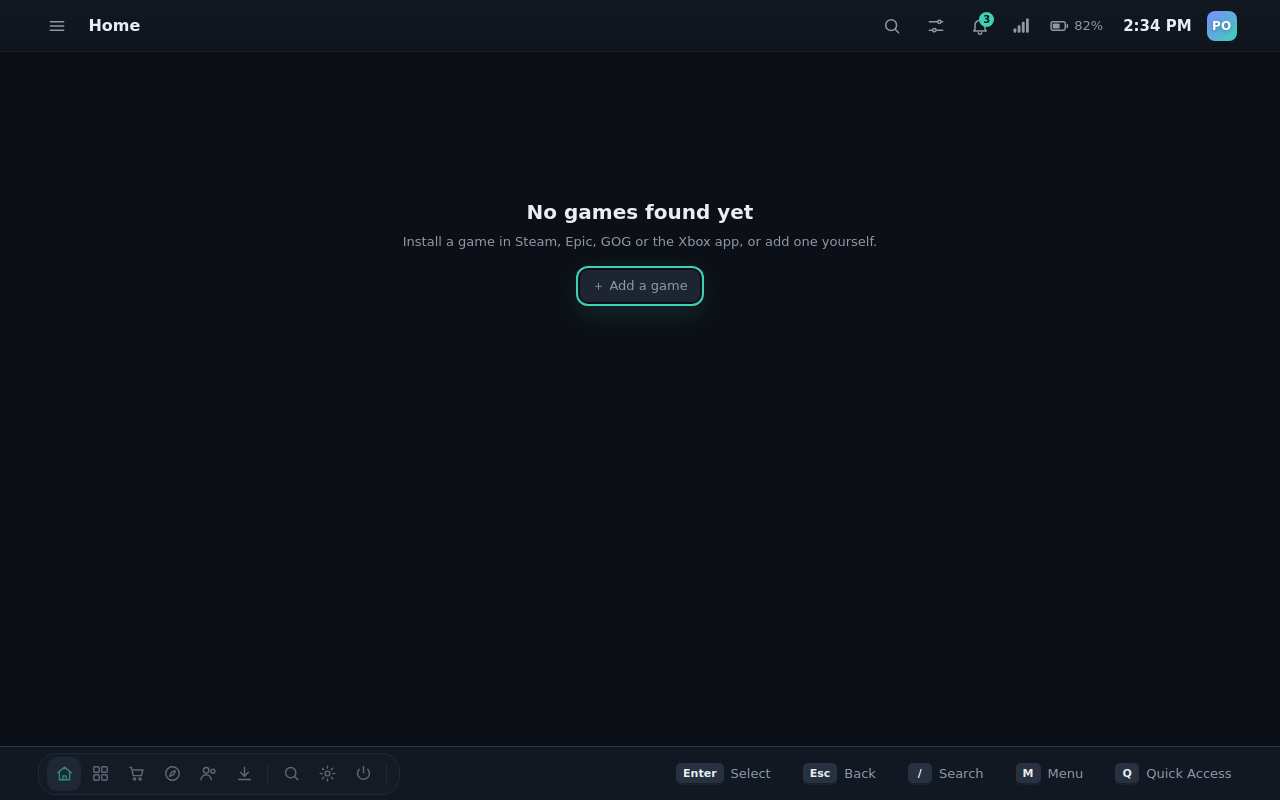 Home
3
82%
2:34 PM
PO
No games found yet
Install a game in Steam, Epic, GOG or the Xbox app, or add one yourself.
+ Add a game
Enter Select
Esc Back
/ Search
M Menu
Q Quick Access